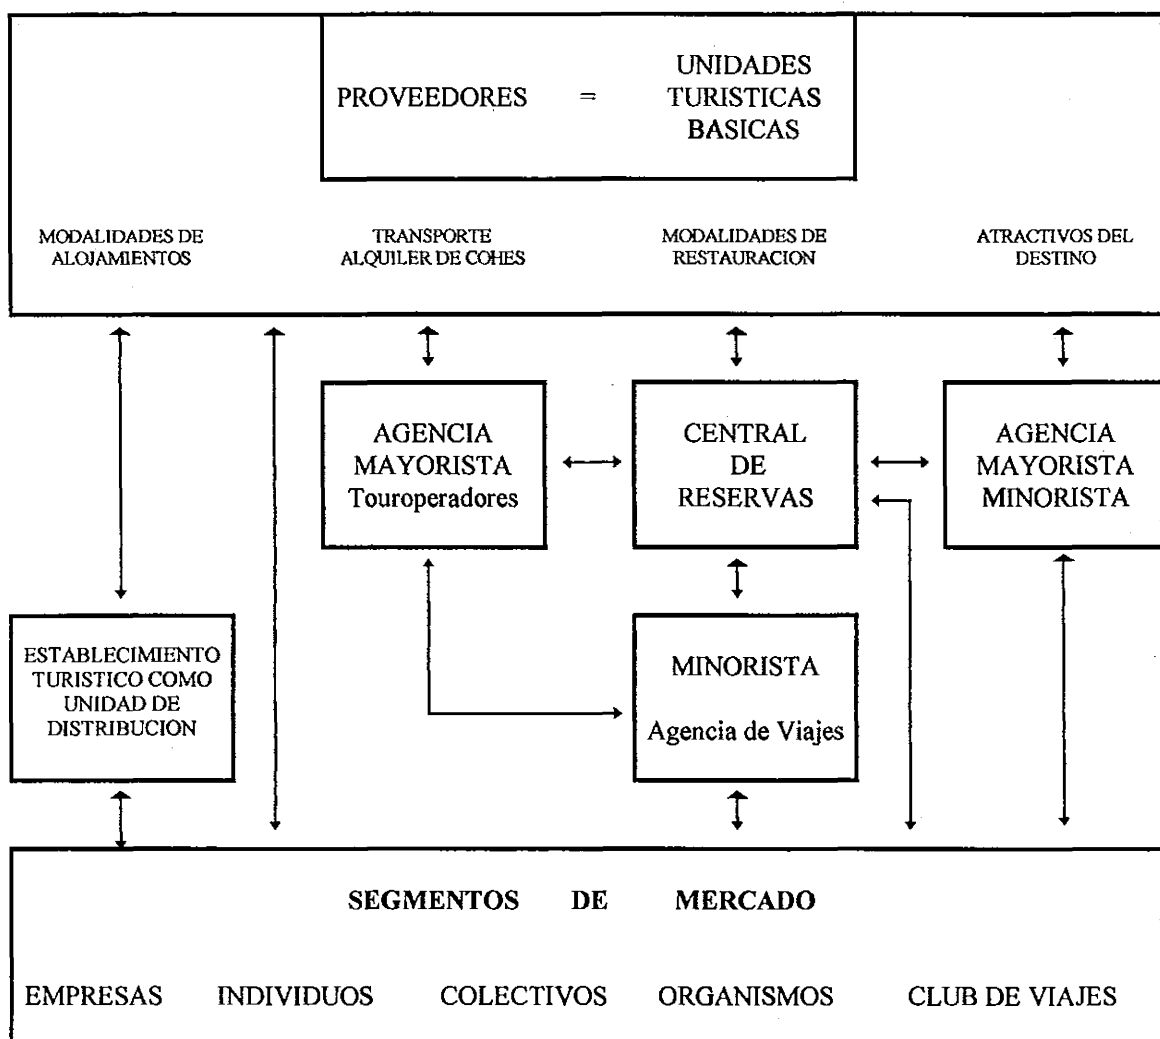 PROVEEDORES = UNIDADES
TURISTICAS
BASICAS
MODALIDADES DE
ALOJAMIENTOS
TRANSPORTE
ALQUILER DE COHES
MODALIDADES DE
RESTAURACION
ATRACTIVOS DEL
DESTINO
AGENCIA
MAYORISTA
Touroperadores
CENTRAL
DE
RESERVAS
AGENCIA
MAYORISTA
MINORISTA
ESTABLECIMIENTO
TURISTICO COMO
UNIDAD DE
DISTRIBUCION
MINORISTA
Agencia de Viajes
SEGMENTOS DE MERCADO
EMPRESAS INDIVIDUOS COLECTIVOS ORGANISMOS CLUB DE VIAJES